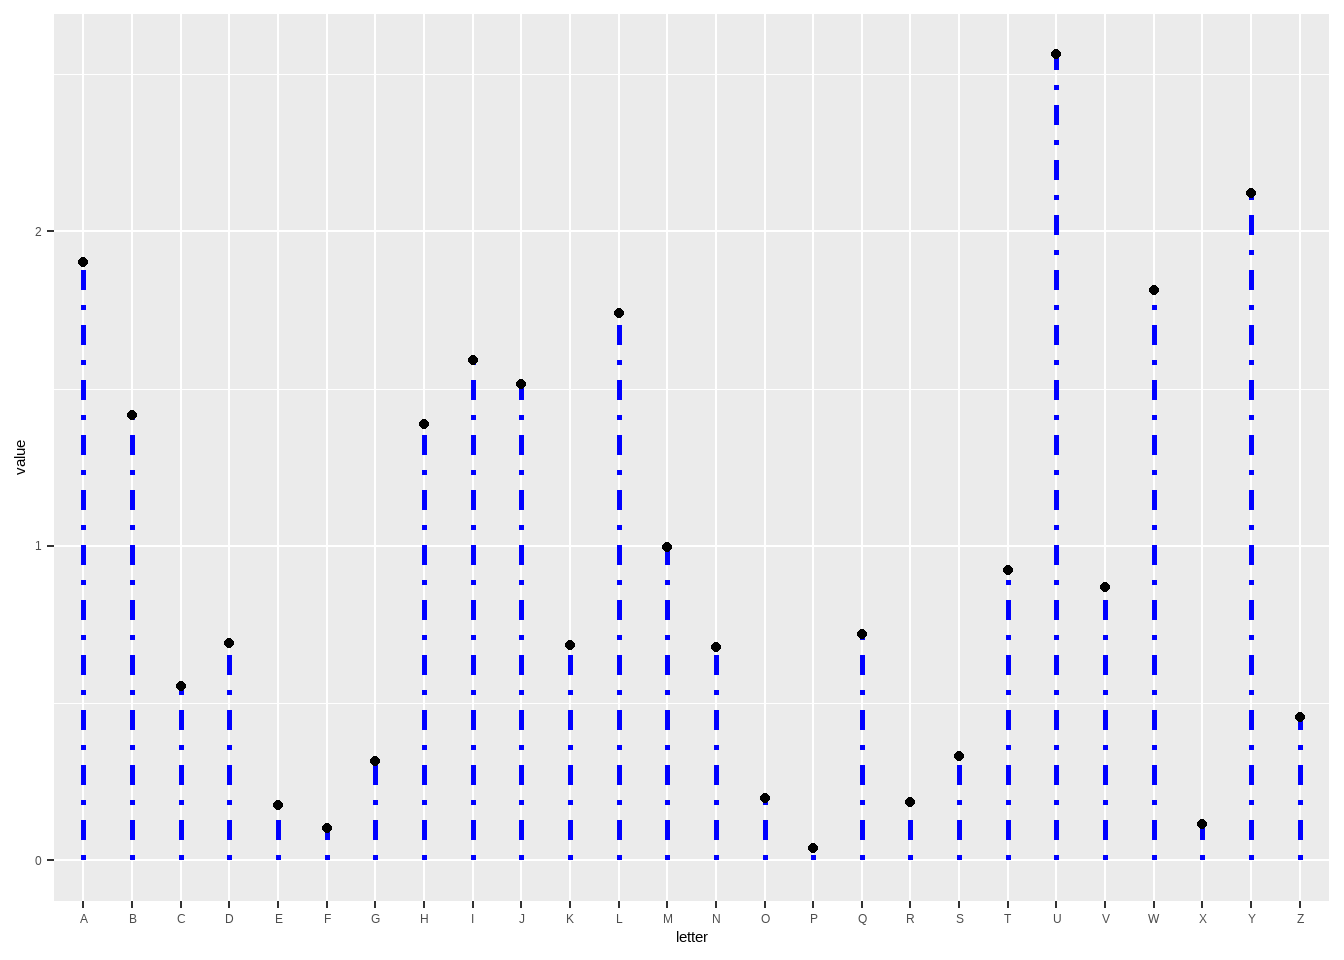 value
2
1
0
A B C D E F G H I J K L M N O P Q R S T U V W X Y Z
letter